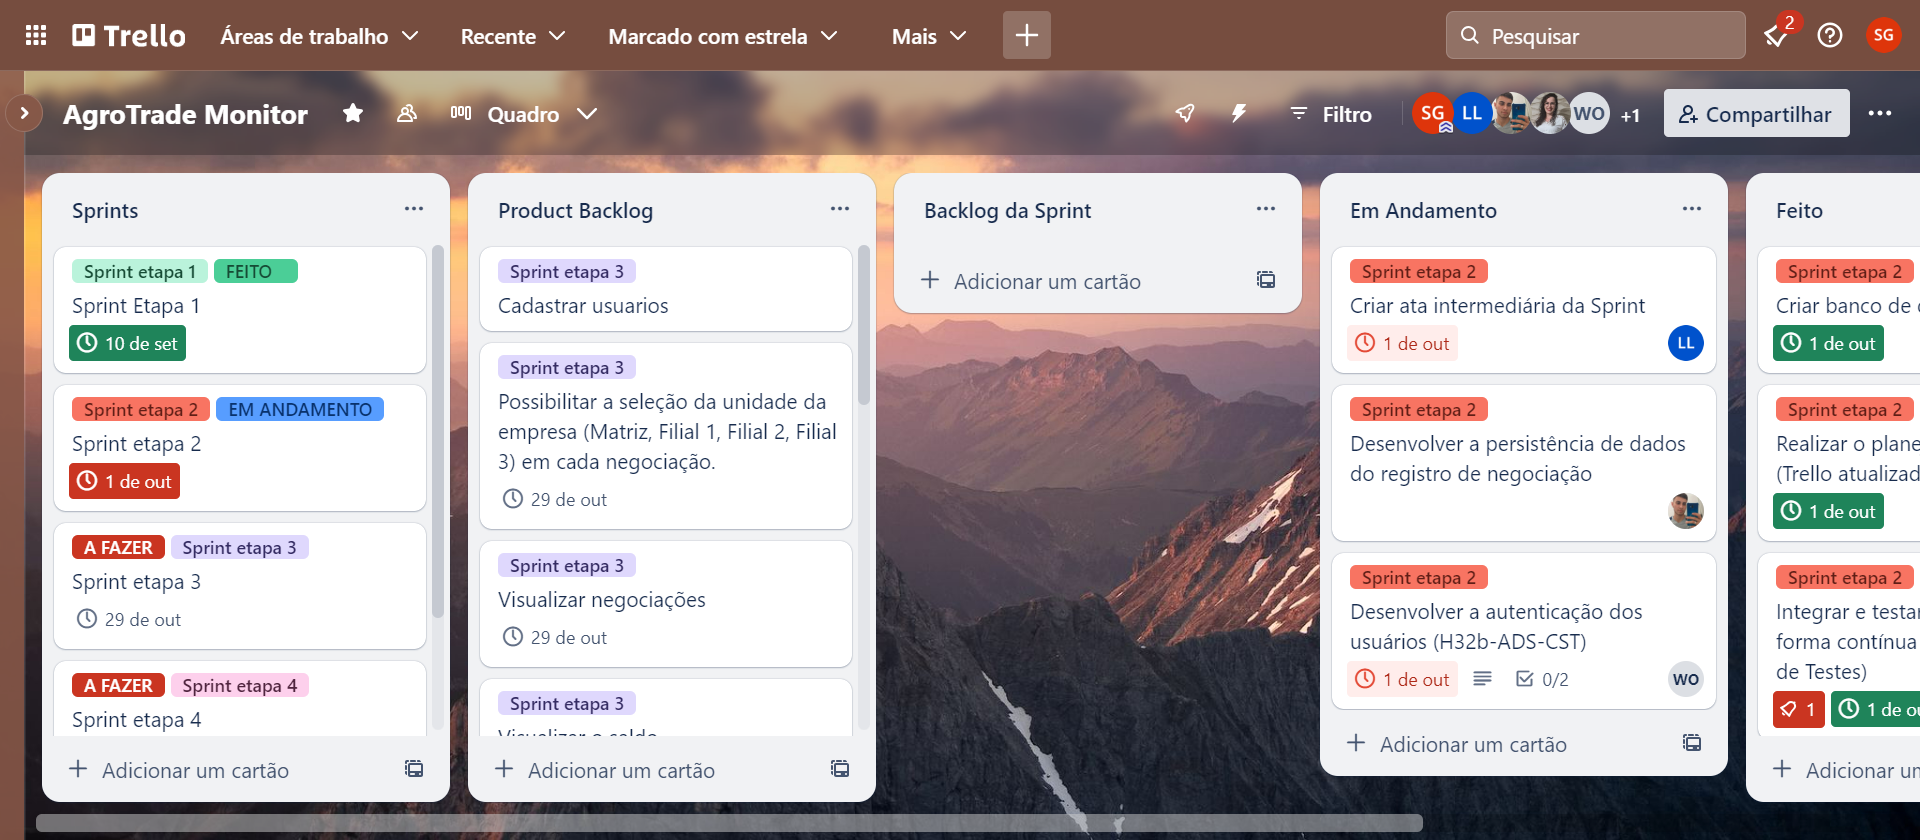 Trello
Áreas de trabalho
Recente
Marcado com estrela
Mais
Pesquisar
2
SG
AgroTrade Monitor
Quadro
Filtro
SG
LL
WO
+1
Compartilhar
Sprints
Sprint etapa 1
FEITO
Sprint Etapa 1
10 de set
Sprint etapa 2
EM ANDAMENTO
Sprint etapa 2
1 de out
A FAZER
Sprint etapa 3
Sprint etapa 3
29 de out
A FAZER
Sprint etapa 4
Sprint etapa 4
Adicionar um cartão
Product Backlog
Sprint etapa 3
Cadastrar usuarios
Sprint etapa 3
Possibilitar a seleção da unidade da
empresa (Matriz, Filial 1, Filial 2, Filial
3) em cada negociação.
29 de out
Sprint etapa 3
Visualizar negociações
29 de out
Sprint etapa 3
Visualizar o saldo
Adicionar um cartão
Backlog da Sprint
Adicionar um cartão
Em Andamento
Sprint etapa 2
Criar ata intermediária da Sprint
1 de out
LL
Sprint etapa 2
Desenvolver a persistência de dados
do registro de negociação
Sprint etapa 2
Desenvolver a autenticação dos
usuários (H32b-ADS-CST)
1 de out
0/2
WO
Adicionar um cartão
Feito
Sprint etapa 2
Criar banco de
1 de out
Sprint etapa 2
Realizar o plane
(Trello atualizad
1 de out
Sprint etapa 2
Integrar e testar
forma contínua
de Testes)
1
1 de ou
Adicionar um